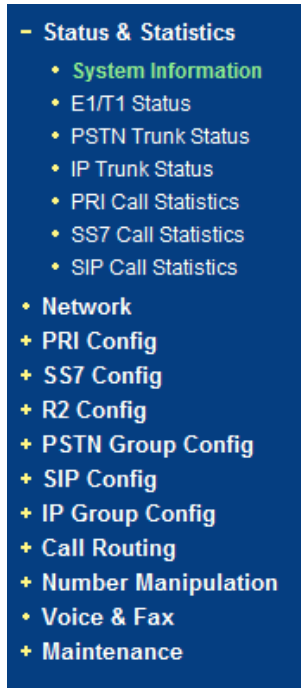 Status & Statistics
System Information
E1/T1 Status
PSTN Trunk Status
IP Trunk Status
PRI Call Statistics
SS7 Call Statistics
SIP Call Statistics
Network
PRI Config
SS7 Config
R2 Config
PSTN Group Config
SIP Config
IP Group Config
Call Routing
Number Manipulation
Voice & Fax
Maintenance